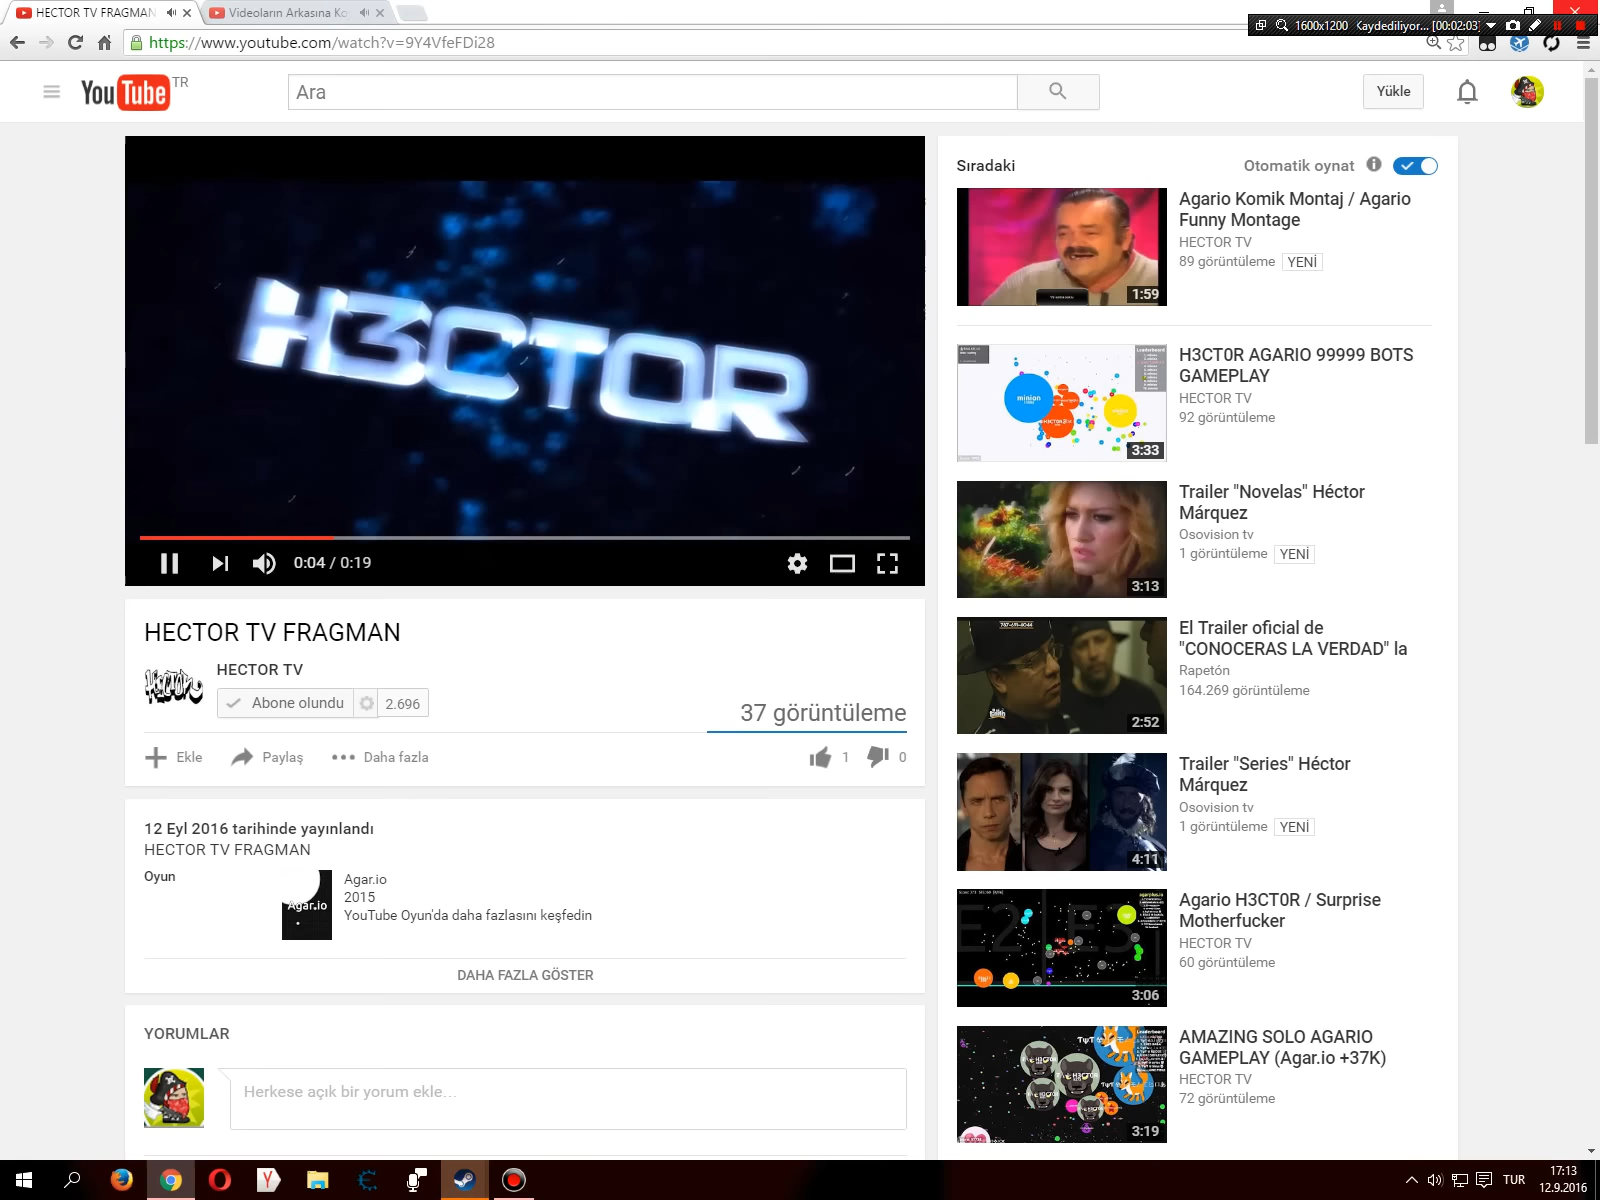 HECTOR TV FRAGMAN
Videoların Arkasına Ko
1600x1200 Kaydediliyor... [00:02:03]
https://www.youtube.com/watch?v=9Y4VfeFDi28
YouTube TR
Ara
Yükle
H3CTOR
0:04 / 0:19
HECTOR TV FRAGMAN
HECTOR TV
Abone olundu 2.696
37 görüntüleme
Ekle Paylaş Daha fazla 1 0
12 Eyl 2016 tarihinde yayınlandı
HECTOR TV FRAGMAN
Oyun
Agar.io
Agar.io
2015
YouTube Oyun'da daha fazlasını keşfedin
DAHA FAZLA GÖSTER
YORUMLAR
Herkese açık bir yorum ekle...
Sıradaki
Otomatik oynat
Agario Komik Montaj / Agario
Funny Montage
HECTOR TV
89 görüntüleme YENİ
1:59
H3CT0R AGARIO 99999 BOTS
GAMEPLAY
HECTOR TV
92 görüntüleme
minion
3:33
Trailer "Novelas" Héctor
Márquez
Osovision tv
1 görüntüleme YENİ
3:13
El Trailer oficial de
"CONOCERAS LA VERDAD" la
Rapetón
164.269 görüntüleme
2:52
Trailer "Series" Héctor
Márquez
Osovision tv
1 görüntüleme YENİ
4:11
Agario H3CT0R / Surprise
Motherfucker
HECTOR TV
60 görüntüleme
3:06
AMAZING SOLO AGARIO
GAMEPLAY (Agar.io +37K)
HECTOR TV
72 görüntüleme
3:19
TUR
17:13
12.9.2016